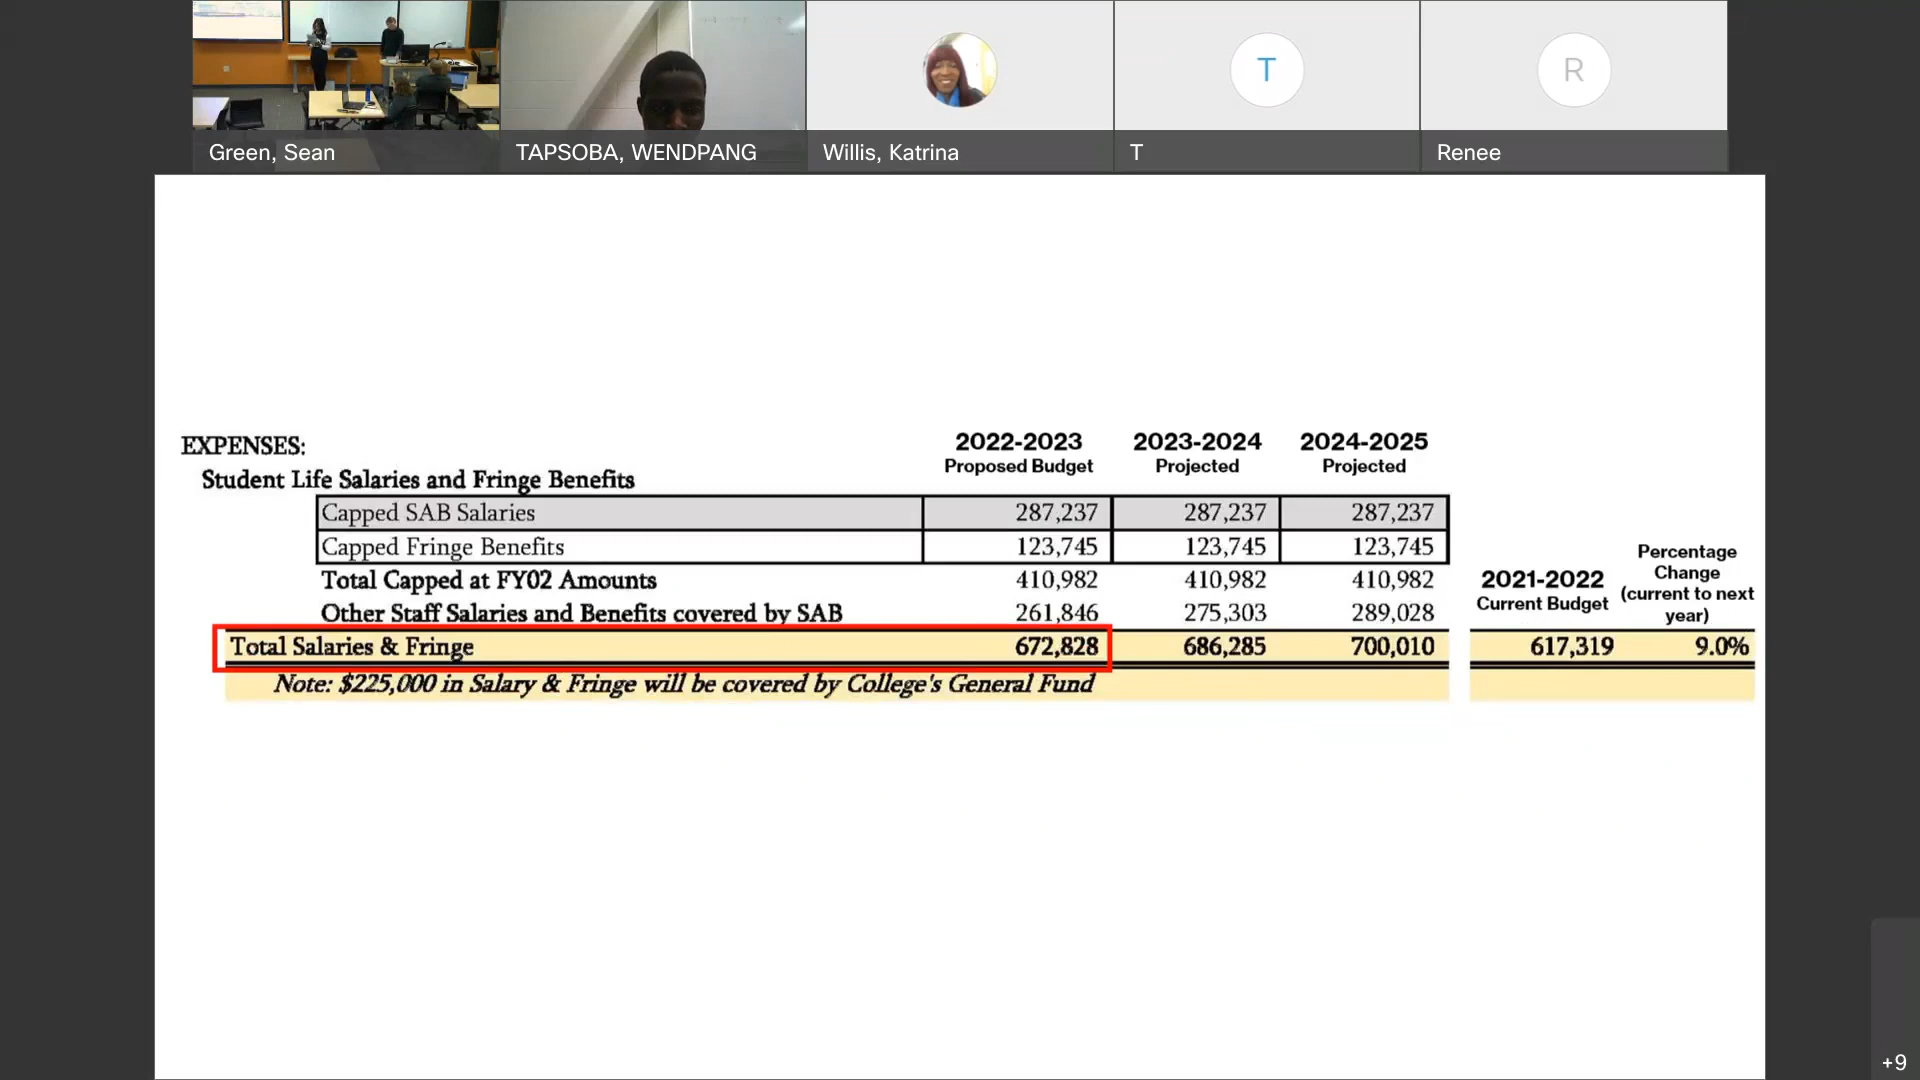 Green, Sean
TAPSOBA, WENDPANG
Willis, Katrina
T
T
R
Renee
EXPENSES:
2022-2023 2023-2024 2024-2025
Proposed Budget Projected Projected
Student Life Salaries and Fringe Benefits
Capped SAB Salaries 287,237 287,237 287,237
Capped Fringe Benefits 123,745 123,745 123,745
Total Capped at FY02 Amounts 410,982 410,982 410,982
2021-2022
Current Budget
Percentage
Change
(current to next
year)
Other Staff Salaries and Benefits covered by SAB 261,846 275,303 289,028
Total Salaries & Fringe 672,828 686,285 700,010 617,319 9.0%
Note: $225,000 in Salary & Fringe will be covered by College's General Fund
+9